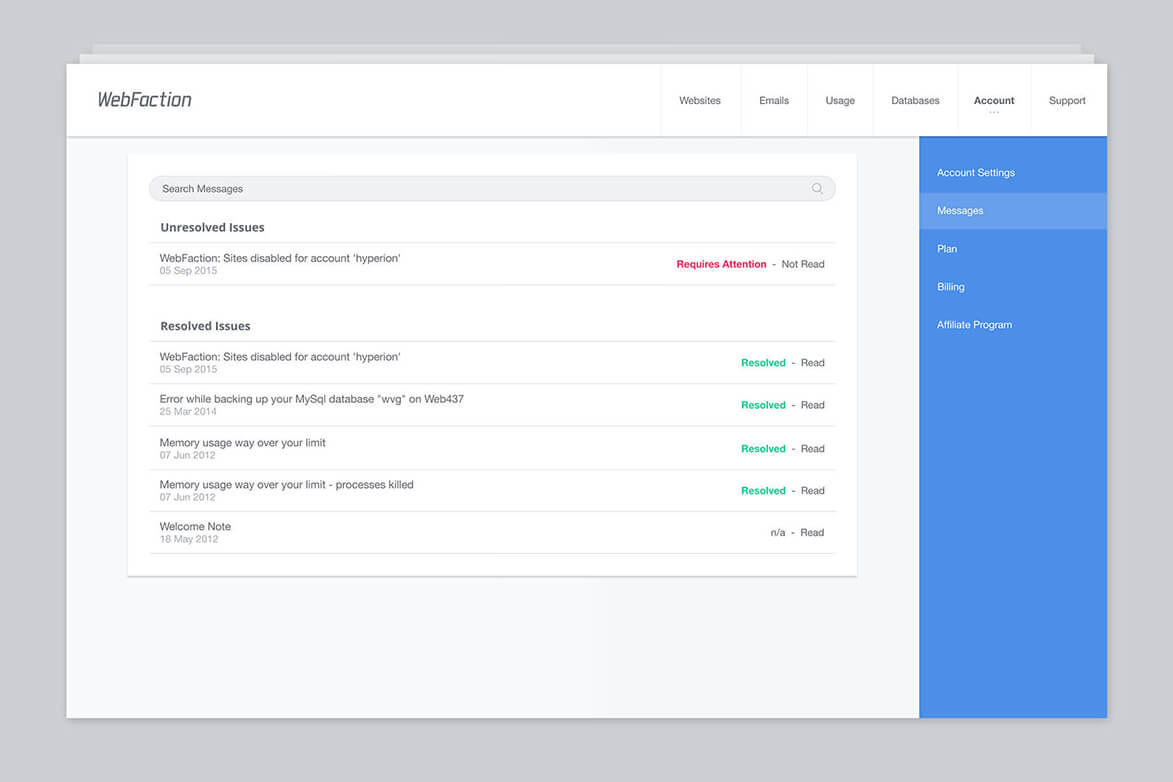 WebFaction
Websites
Emails
Usage
Databases
Account
...
Support
Account Settings
Messages
Plan
Billing
Affiliate Program
Search Messages
Unresolved Issues
WebFaction: Sites disabled for account 'hyperion'
05 Sep 2015
Requires Attention - Not Read
Resolved Issues
WebFaction: Sites disabled for account 'hyperion'
05 Sep 2015
Resolved - Read
Error while backing up your MySql database "wvg" on Web437
25 Mar 2014
Resolved - Read
Memory usage way over your limit
07 Jun 2012
Resolved - Read
Memory usage way over your limit - processes killed
07 Jun 2012
Resolved - Read
Welcome Note
18 May 2012
n/a - Read